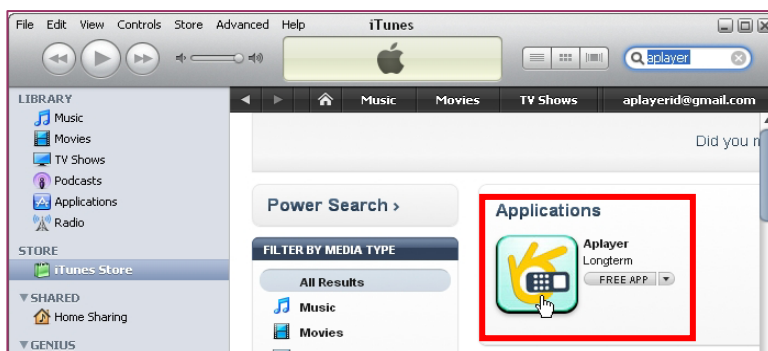 File Edit View Controls Store Advanced Help iTunes
aplayer
LIBRARY
Music
Movies
TV Shows
Podcasts
Applications
Radio
STORE
iTunes Store
SHARED
Home Sharing
GENIUS
Music Movies TV Shows aplayerid@gmail.com
Did you
Power Search ›
FILTER BY MEDIA TYPE
All Results
Music
Movies
Applications
Aplayer
Longterm
FREE APP